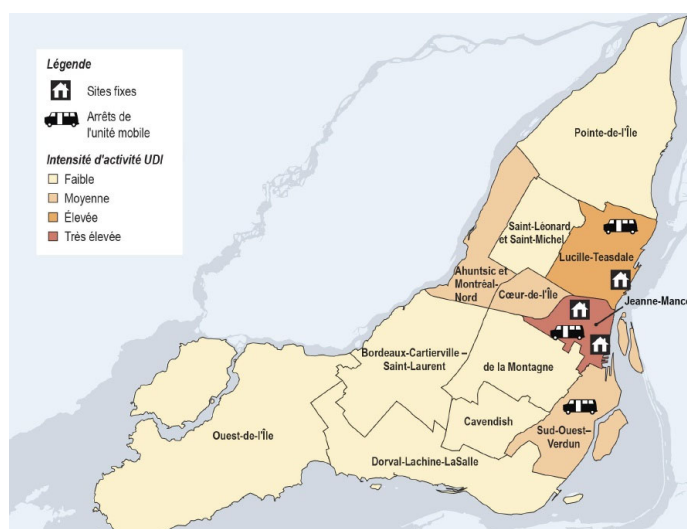 Légende
Sites fixes
Arrêts de
l'unité mobile
Intensité d'activité UDI
Faible
Moyenne
Élevée
Très élevée
Pointe-de-l'Île
Saint-Léonard
et Saint-Michel
Lucille-Teasdale
Ahuntsic et
Montréal-
Nord
Cœur-de-l'Île
Jeanne-Mance
Bordeaux-Cartierville –
Saint-Laurent
de la Montagne
Cavendish
Sud-Ouest–
Verdun
Ouest-de-l'Île
Dorval-Lachine-LaSalle